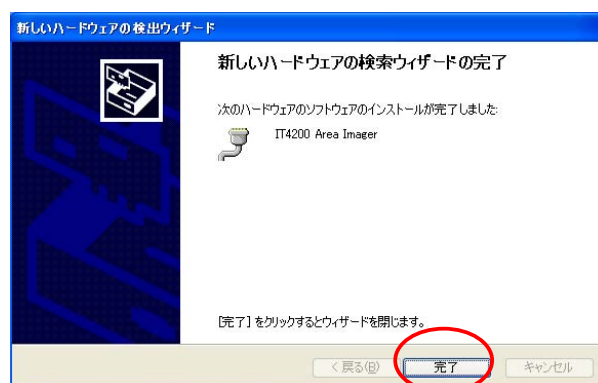 新しいハードウェアの検出ウィザード
新しいハードウェアの検索ウィザードの完了
次のハードウェアのソフトウェアのインストールが完了しました:
IT4200 Area Imager
[完了] をクリックするとウィザードを閉じます。
< 戻る(B)
完了
キャンセル